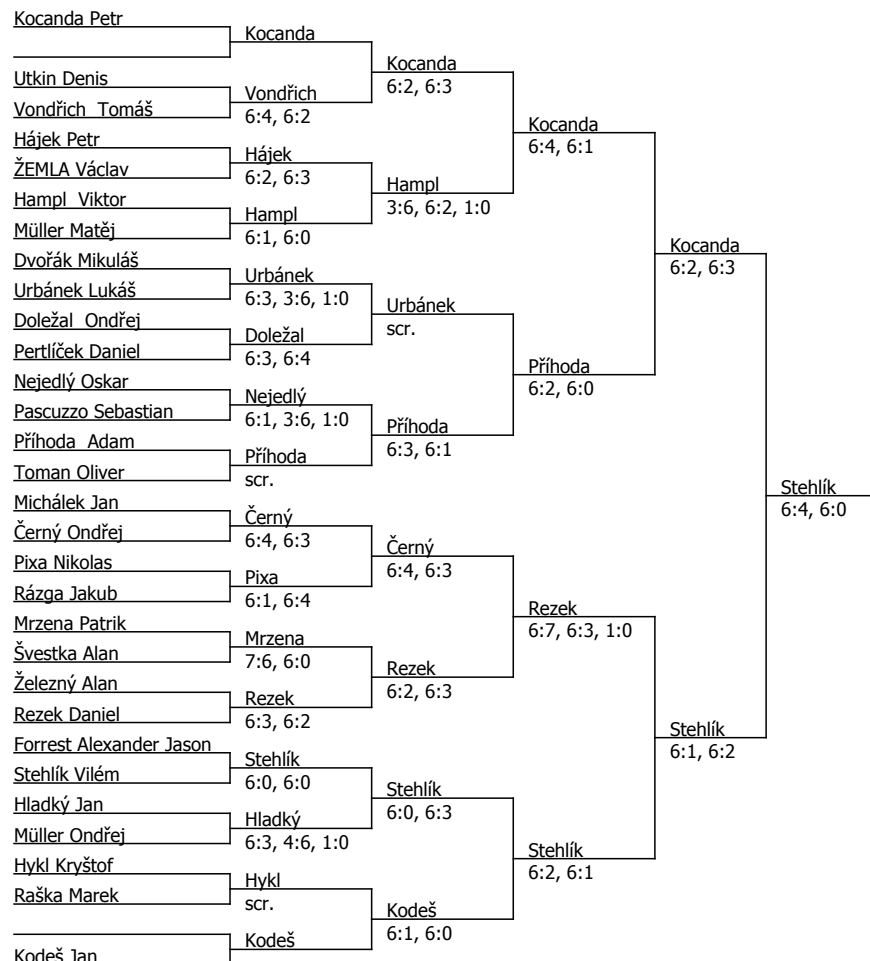 Kocanda Petr
Utkin Denis
Vondřich Tomáš
Hájek Petr
ŽEMLA Václav
Hampl Viktor
Müller Matěj
Dvořák Mikuláš
Urbánek Lukáš
Doležal Ondřej
Pertlíček Daniel
Nejedlý Oskar
Pascuzzo Sebastian
Příhoda Adam
Toman Oliver
Michálek Jan
Černý Ondřej
Pixa Nikolas
Rázga Jakub
Mrzena Patrik
Švestka Alan
Železný Alan
Rezek Daniel
Forrest Alexander Jason
Stehlík Vilém
Hladký Jan
Müller Ondřej
Hykl Kryštof
Raška Marek
Kodeš Jan
Kocanda
Vondřich
6:4, 6:2
Hájek
6:2, 6:3
Hampl
6:1, 6:0
Urbánek
6:3, 3:6, 1:0
Doležal
6:3, 6:4
Nejedlý
6:1, 3:6, 1:0
Příhoda
scr.
Černý
6:4, 6:3
Pixa
6:1, 6:4
Mrzena
7:6, 6:0
Rezek
6:3, 6:2
Stehlík
6:0, 6:0
Hladký
6:3, 4:6, 1:0
Hykl
scr.
Kodeš
Kocanda
6:2, 6:3
Hampl
3:6, 6:2, 1:0
Urbánek
scr.
Příhoda
6:3, 6:1
Černý
6:4, 6:3
Rezek
6:2, 6:3
Stehlík
6:0, 6:3
Kodeš
6:1, 6:0
Kocanda
6:4, 6:1
Příhoda
6:2, 6:0
Rezek
6:7, 6:3, 1:0
Stehlík
6:2, 6:1
Kocanda
6:2, 6:3
Stehlík
6:1, 6:2
Stehlík
6:4, 6:0